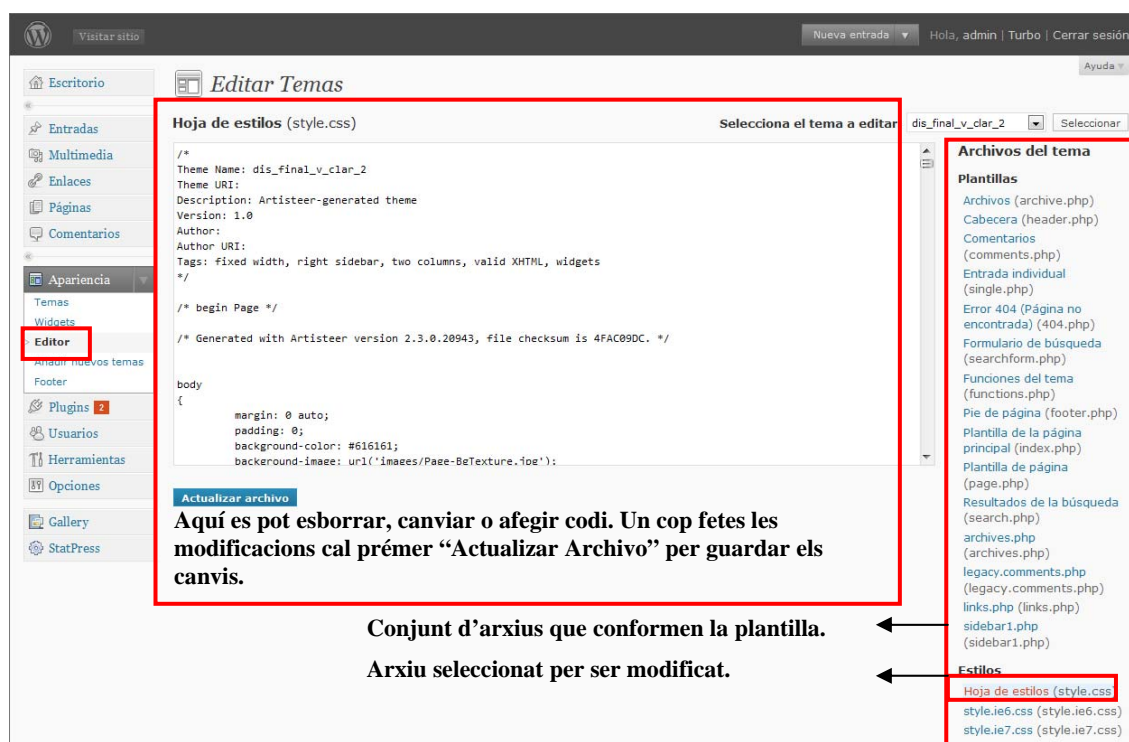 Visitar sitio
Nueva entrada
Hola, admin | Turbo | Cerrar sesión
Ayuda
Escritorio
Entradas
Multimedia
Enlaces
Páginas
Comentarios
Apariencia
Temas
Widgets
Editor
Añadir nuevos temas
Footer
Plugins 2
Usuarios
Herramientas
Opciones
Gallery
StatPress
Editar Temas
Hoja de estilos (style.css)
Selecciona el tema a editar
dis_final_v_clar_2
Seleccionar
/*
Theme Name: dis_final_v_clar_2
Theme URI:
Description: Artisteer-generated theme
Version: 1.0
Author:
Author URI:
Tags: fixed width, right sidebar, two columns, valid XHTML, widgets
*/
/* begin Page */
/* Generated with Artisteer version 2.3.0.20943, file checksum is 4FAC09DC. */
body
{
margin: 0 auto;
padding: 0;
background-color: #616161;
background-image: url('images/Page-BgTexture.jpg');
Actualizar archivo
Aquí es pot esborrar, canviar o afegir codi. Un cop fetes les
modificacions cal prémer “Actualizar Archivo” per guardar els
canvis.
Conjunt d’arxius que conformen la plantilla.
Arxiu seleccionat per ser modificat.
Archivos del tema
Plantillas
Archivos (archive.php)
Cabecera (header.php)
Comentarios
(comments.php)
Entrada individual
(single.php)
Error 404 (Página no
encontrada) (404.php)
Formulario de búsqueda
(searchform.php)
Funciones del tema
(functions.php)
Pie de página (footer.php)
Plantilla de la página
principal (index.php)
Plantilla de página
(page.php)
Resultados de la búsqueda
(search.php)
archives.php
(archives.php)
legacy.comments.php
(legacy.comments.php)
links.php (links.php)
sidebar1.php
(sidebar1.php)
Estilos
Hoja de estilos (style.css
style.ie6.css (style.ie6.css)
style.ie7.css (style.ie7.css)